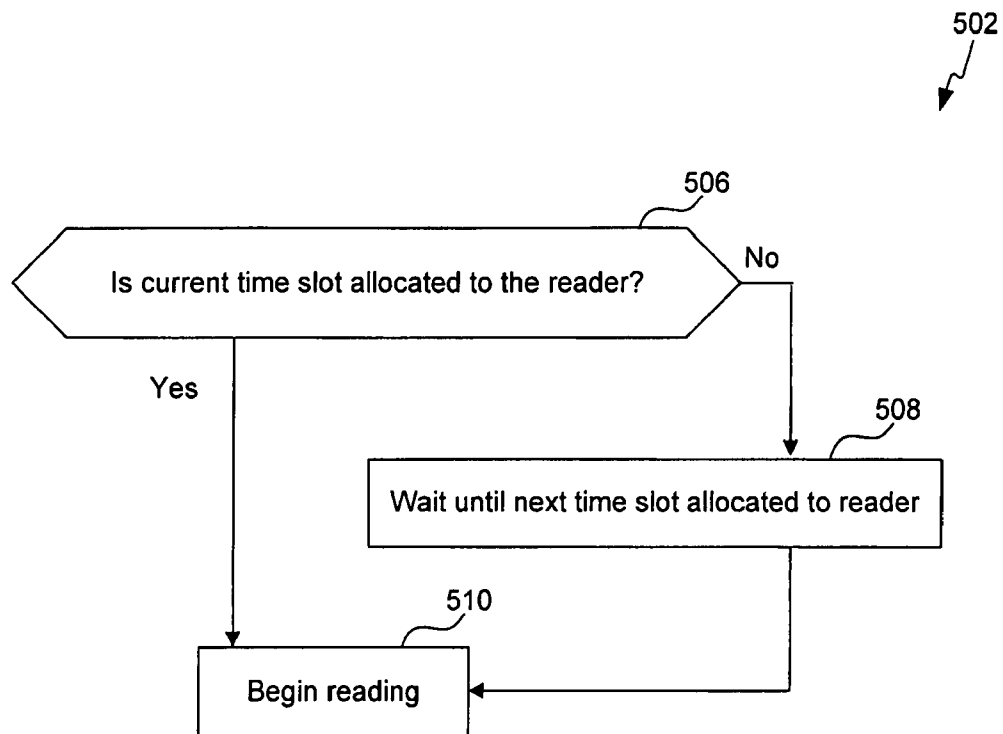 502
506
Is current time slot allocated to the reader?
No
Yes
508
Wait until next time slot allocated to reader
510
Begin reading